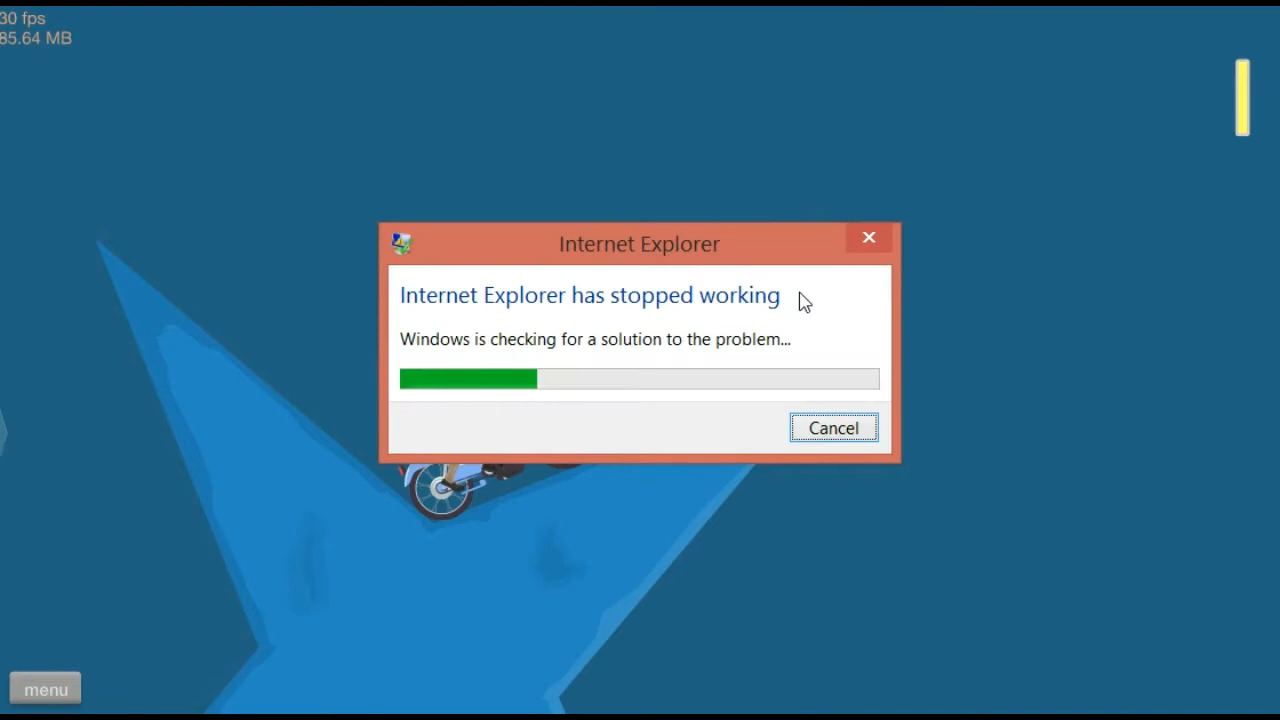 30 fps
85.64 MB
Internet Explorer
Internet Explorer has stopped working
Windows is checking for a solution to the problem...
Cancel
menu